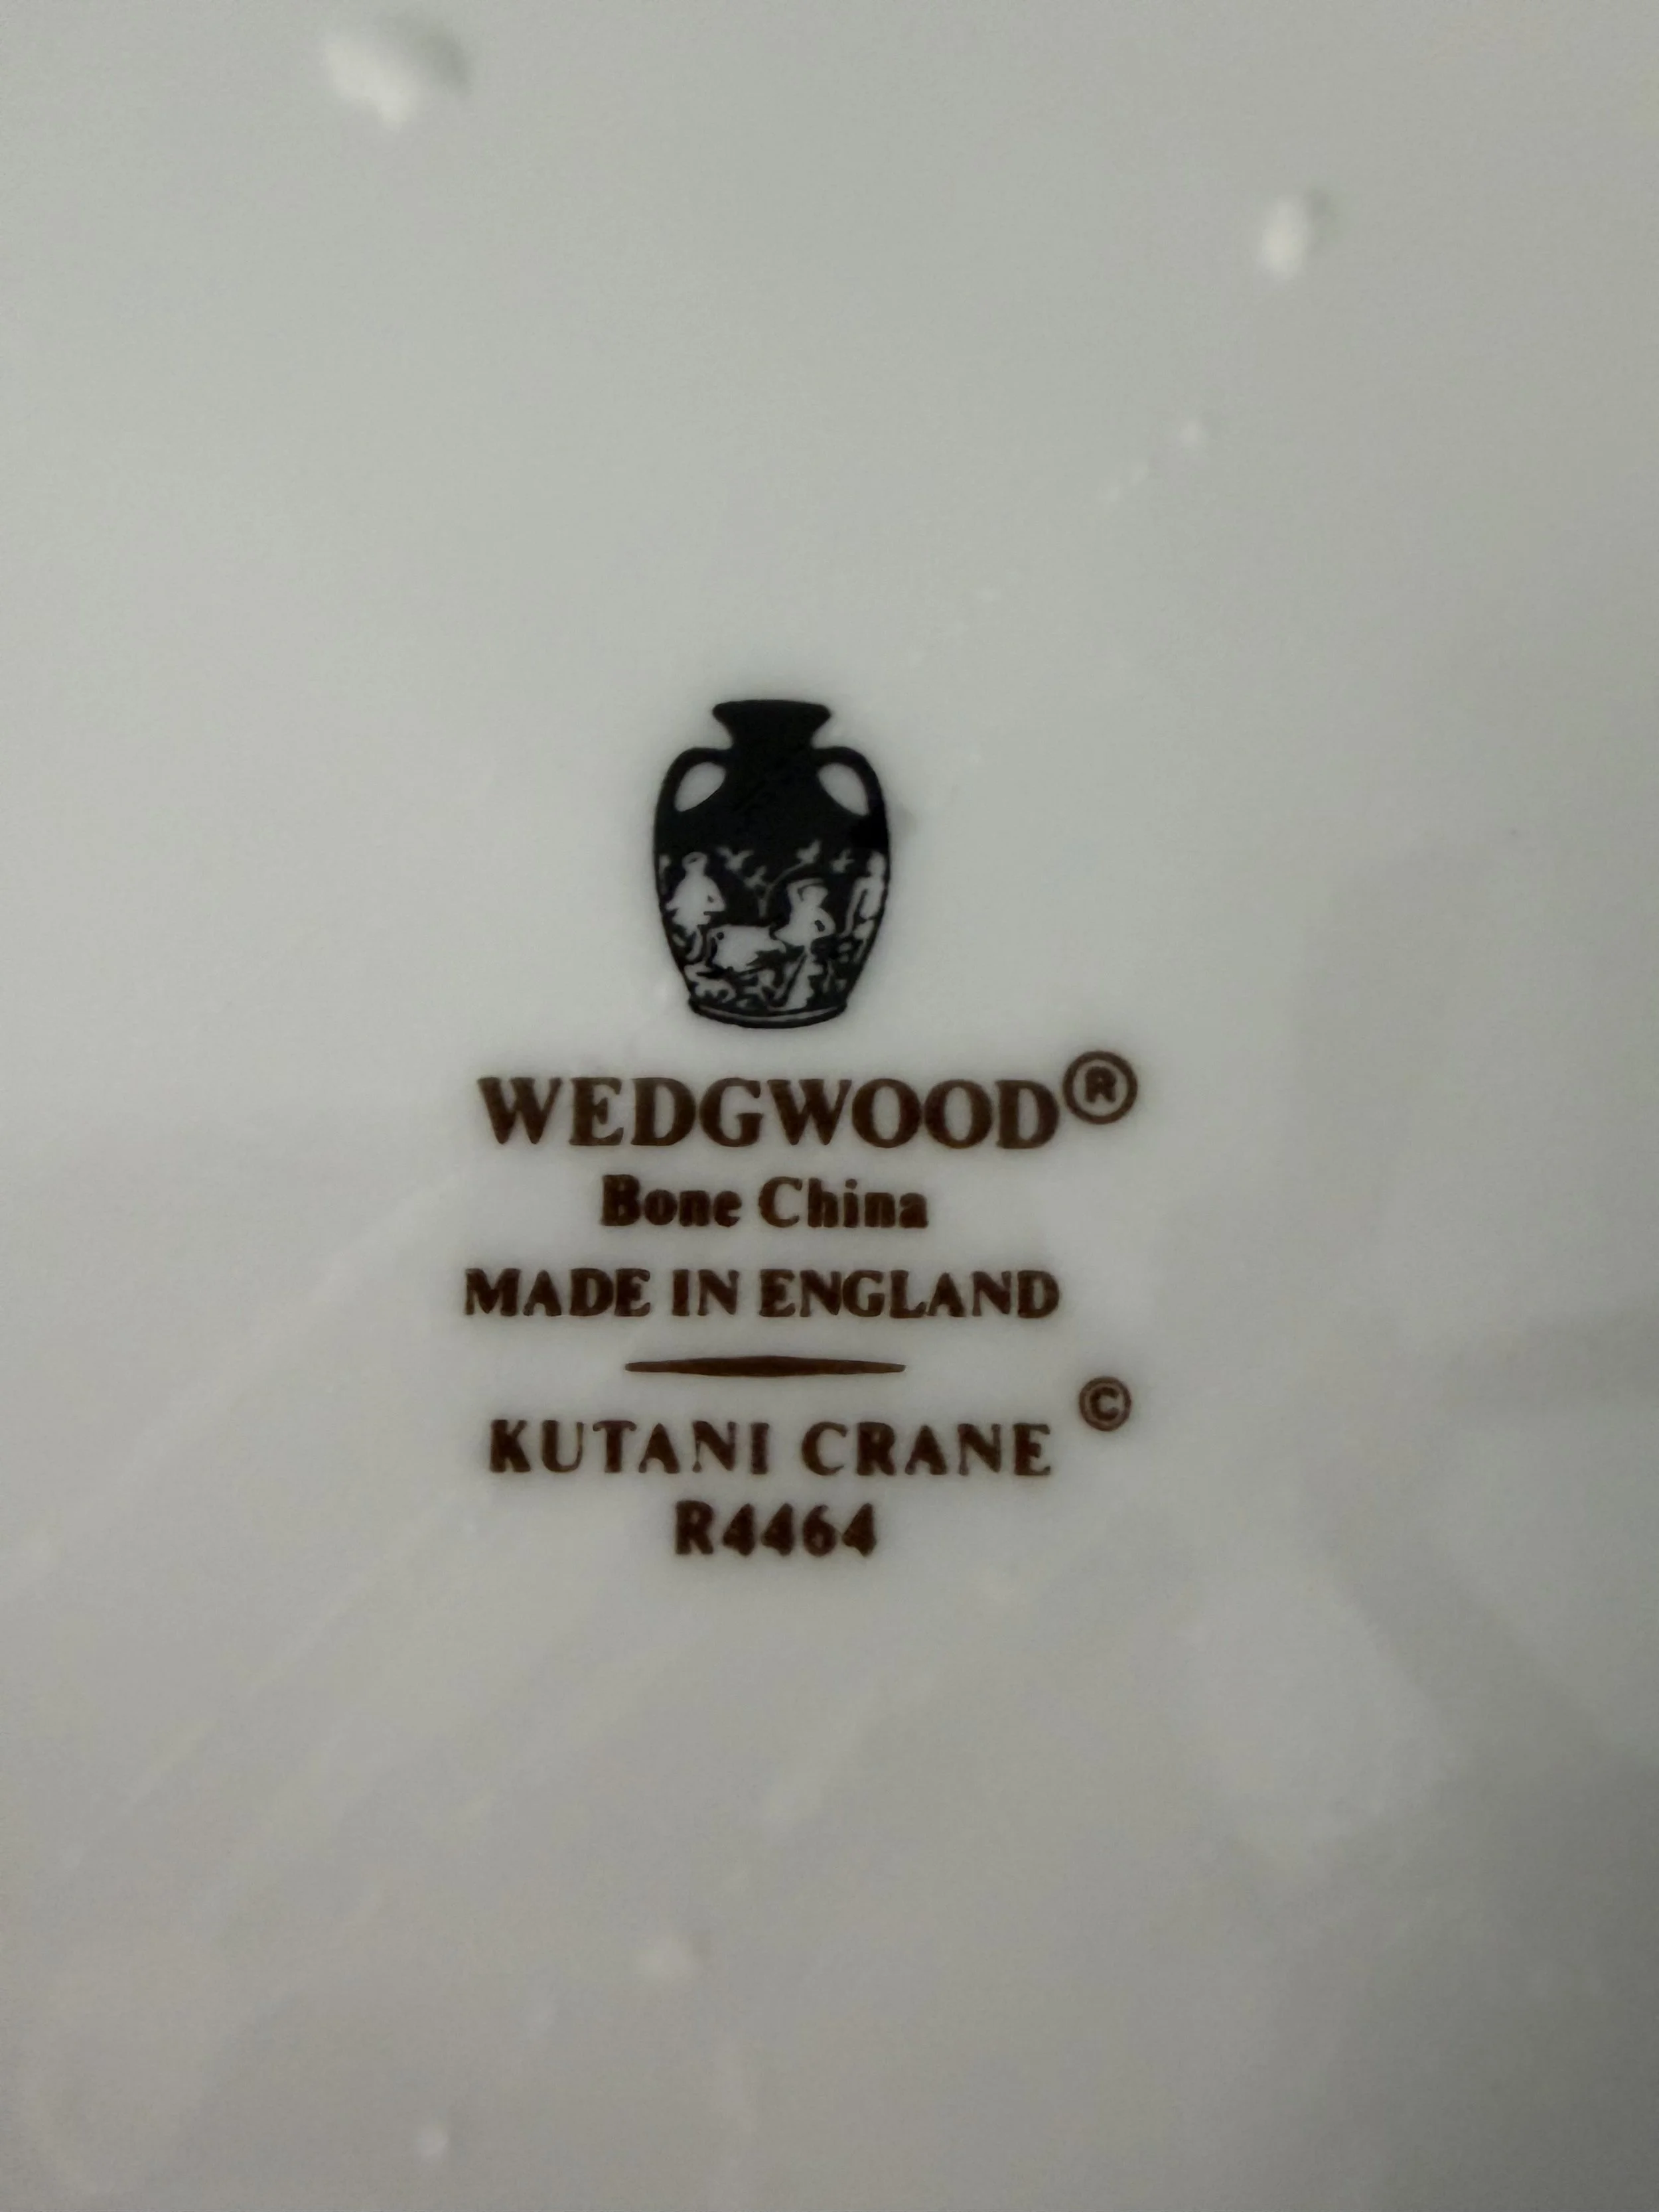 WEDGWOOD®
Bone China
MADE IN ENGLAND
KUTANI CRANE ©
R4464